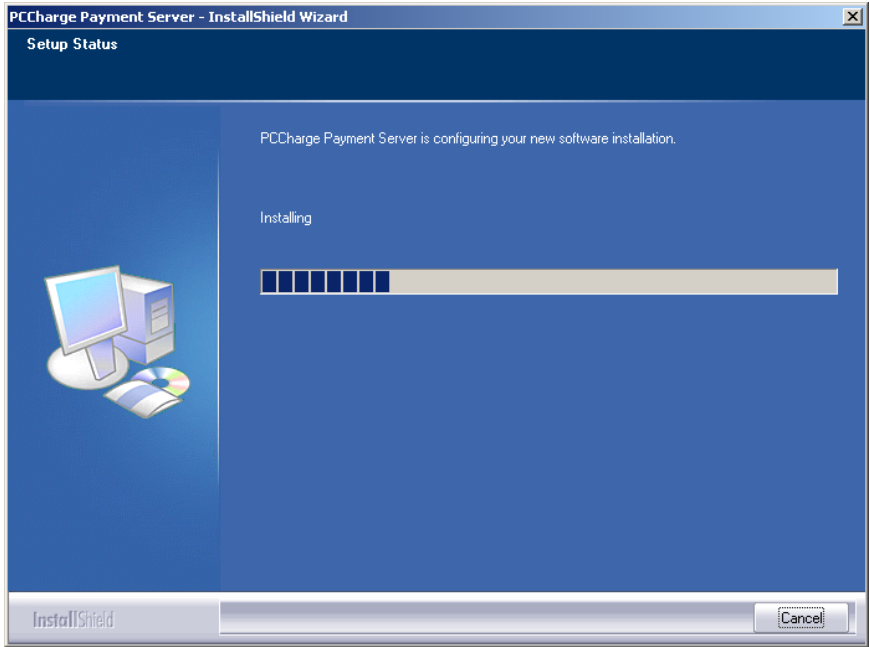 PCCharge Payment Server - InstallShield Wizard
Setup Status
PCCharge Payment Server is configuring your new software installation.
Installing
InstallShield
Cancel